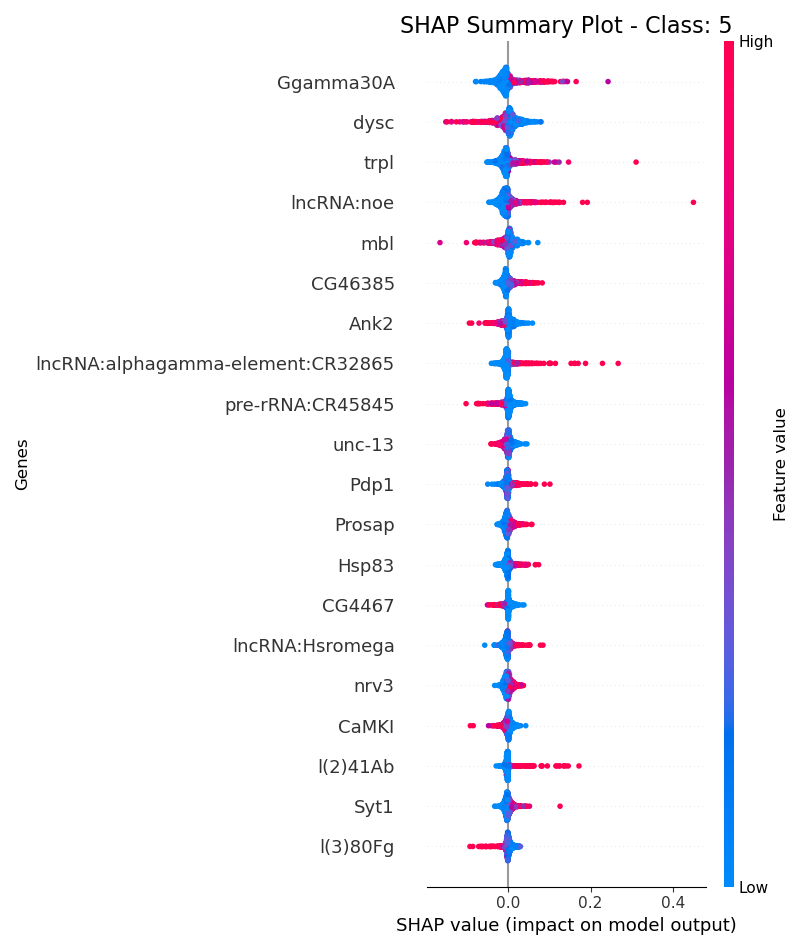 SHAP Summary Plot - Class: 5
High
Ggamma30A
dysc
trpl
lncRNA:noe
mbl
CG46385
Ank2
lncRNA:alphagamma-element:CR32865
pre-rRNA:CR45845
unc-13
Pdp1
Prosap
Hsp83
CG4467
lncRNA:Hsromega
nrv3
CaMKI
l(2)41Ab
Syt1
l(3)80Fg
Genes
Feature value
Low
0.0 0.2 0.4
SHAP value (impact on model output)